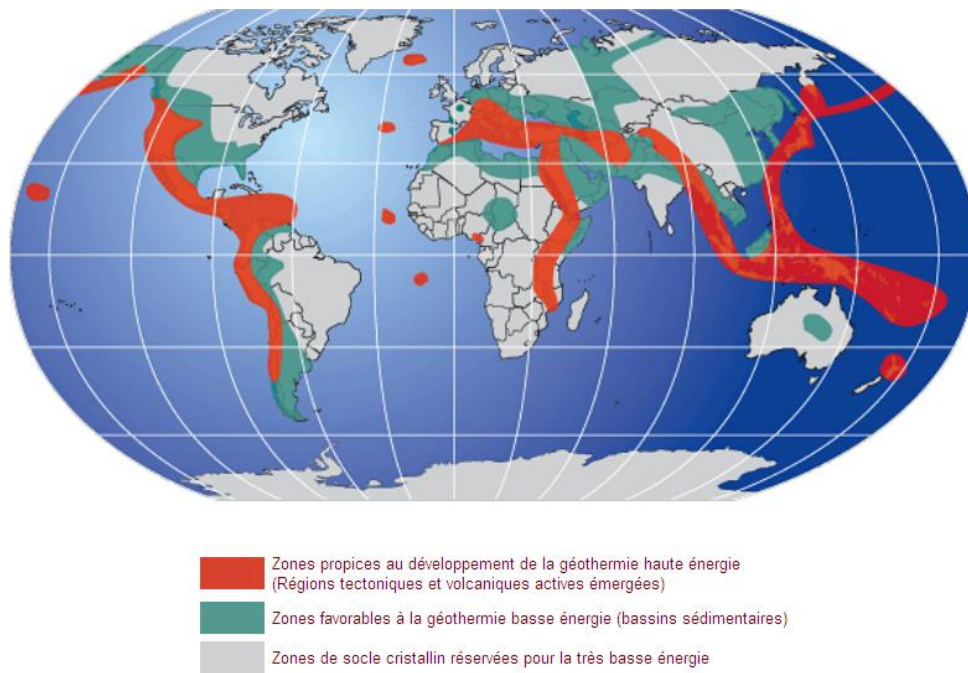 Zones propices au développement de la géothermie haute énergie
(Régions tectoniques et volcaniques actives émergées)
Zones favorables à la géothermie basse énergie (bassins sédimentaires)
Zones de socle cristallin réservées pour la très basse énergie